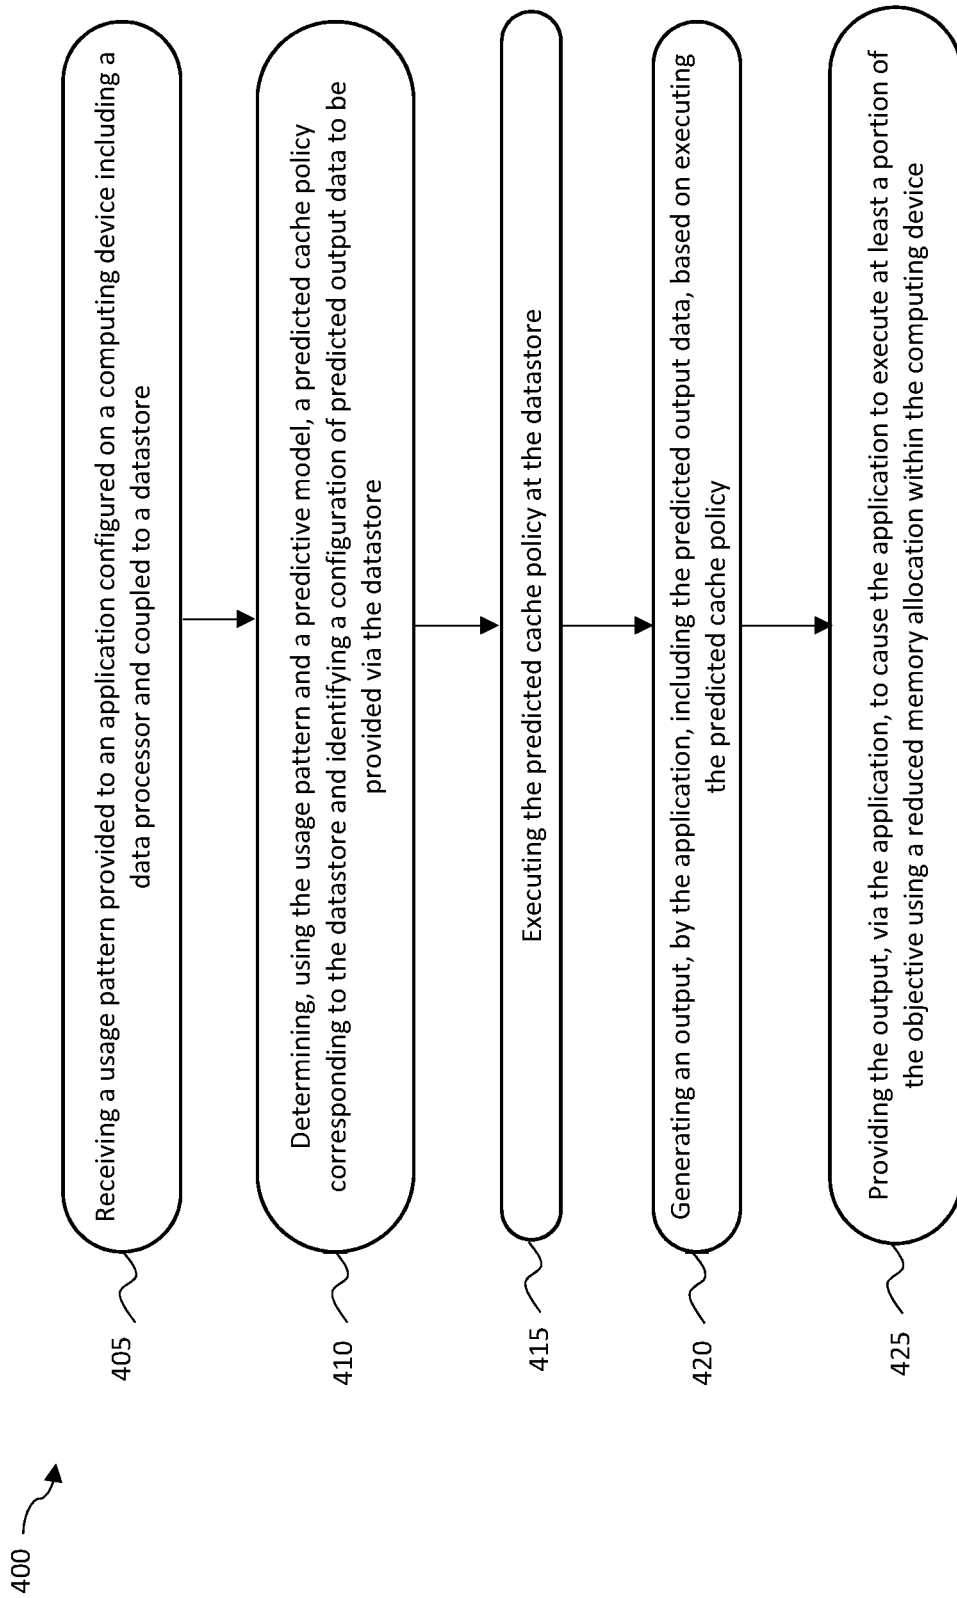 400
405
Receiving a usage pattern provided to an application configured on a computing device including a
data processor and coupled to a datastore
410
Determining, using the usage pattern and a predictive model, a predicted cache policy
corresponding to the datastore and identifying a configuration of predicted output data to be
provided via the datastore
415
Executing the predicted cache policy at the datastore
420
Generating an output, by the application, including the predicted output data, based on executing
the predicted cache policy
425
Providing the output, via the application, to cause the application to execute at least a portion of
the objective using a reduced memory allocation within the computing device